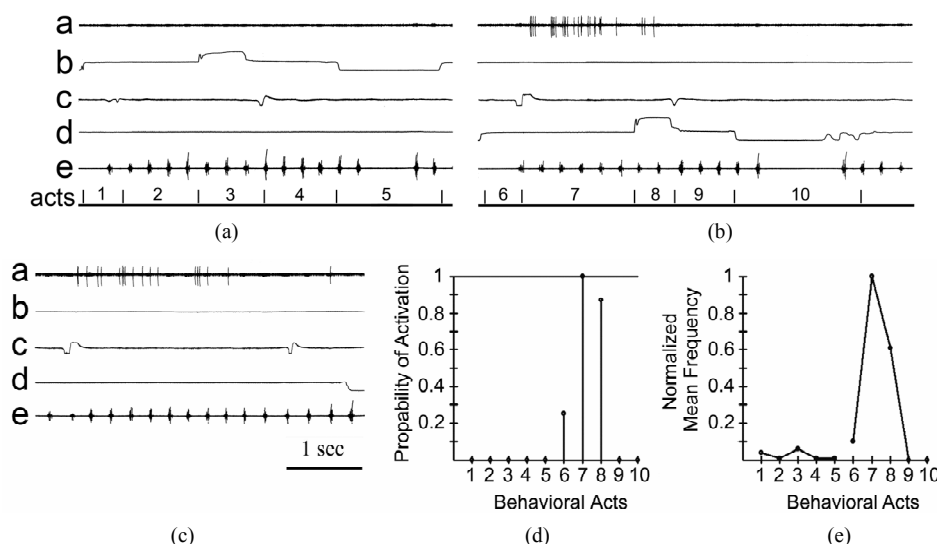 a
b
c
d
e
acts 1 2 3 4 5
(a)
a
b
c
d
e
6 7 8 9 10
(b)
a
b
c
d
e
1 sec
(c)
Propability of Activation
1
0.8
0.6
0.4
0.2
1 2 3 4 5 6 7 8 9 10
Behavioral Acts
(d)
Normalized
Mean Frequency
1
0.8
0.6
0.4
0.2
1 2 3 4 5 6 7 8 9 10
Behavioral Acts
(e)